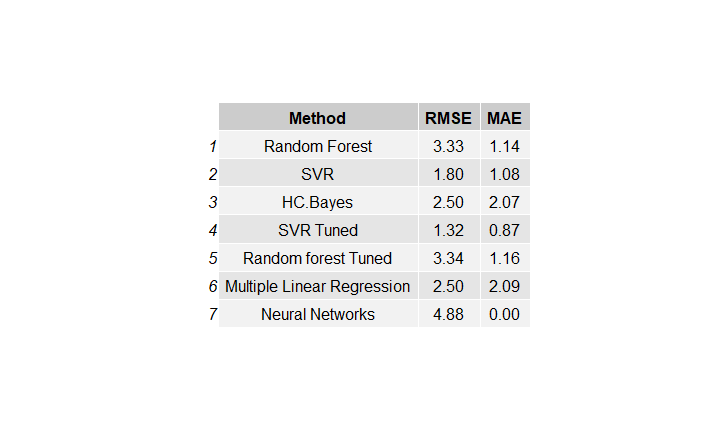 Method RMSE MAE
1 Random Forest 3.33 1.14
2 SVR 1.80 1.08
3 HC.Bayes 2.50 2.07
4 SVR Tuned 1.32 0.87
5 Random forest Tuned 3.34 1.16
6 Multiple Linear Regression 2.50 2.09
7 Neural Networks 4.88 0.00